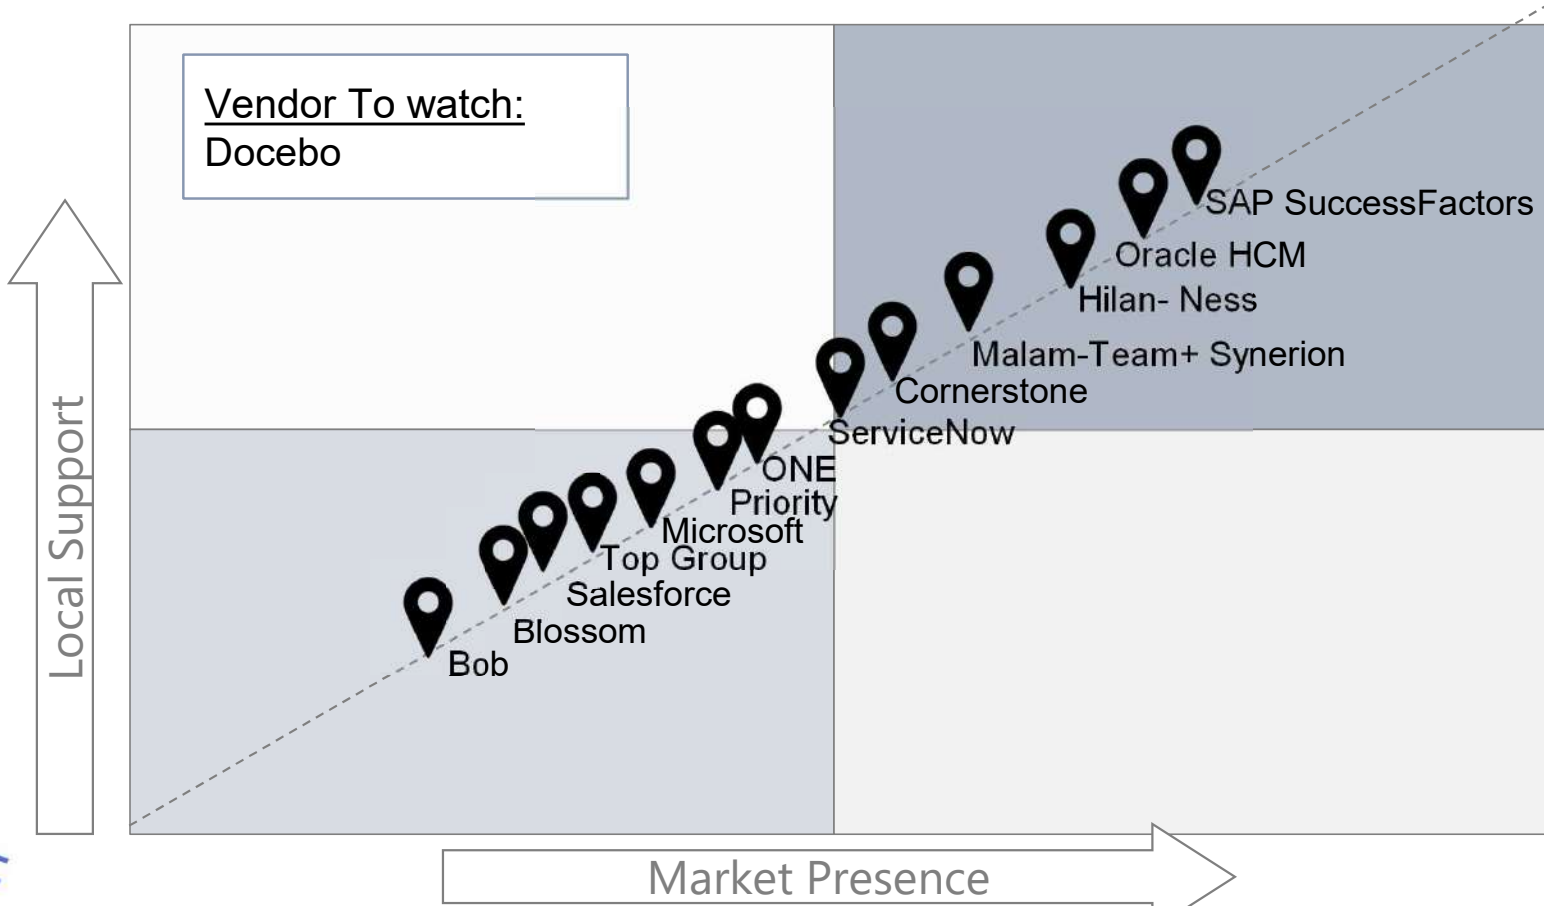 Vendor To watch:
Docebo
SAP SuccessFactors
Oracle HCM
Hilan- Ness
Malam-Team+ Synerion
Cornerstone
ServiceNow
ONE
Priority
Microsoft
Top Group
Salesforce
Blossom
Bob
Local Support
Market Presence